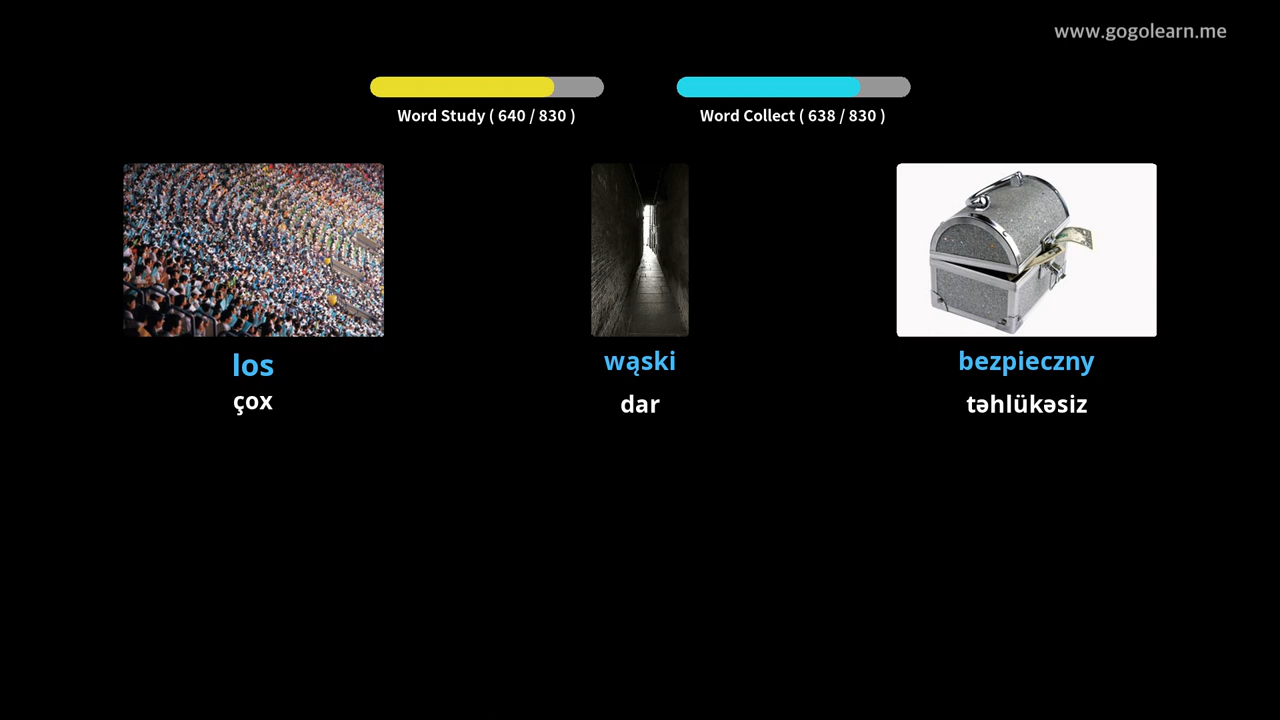 www.gogolearn.me
Word Study ( 640 / 830 )
Word Collect ( 638 / 830 )
los
çox
wąski
dar
bezpieczny
təhlükəsiz